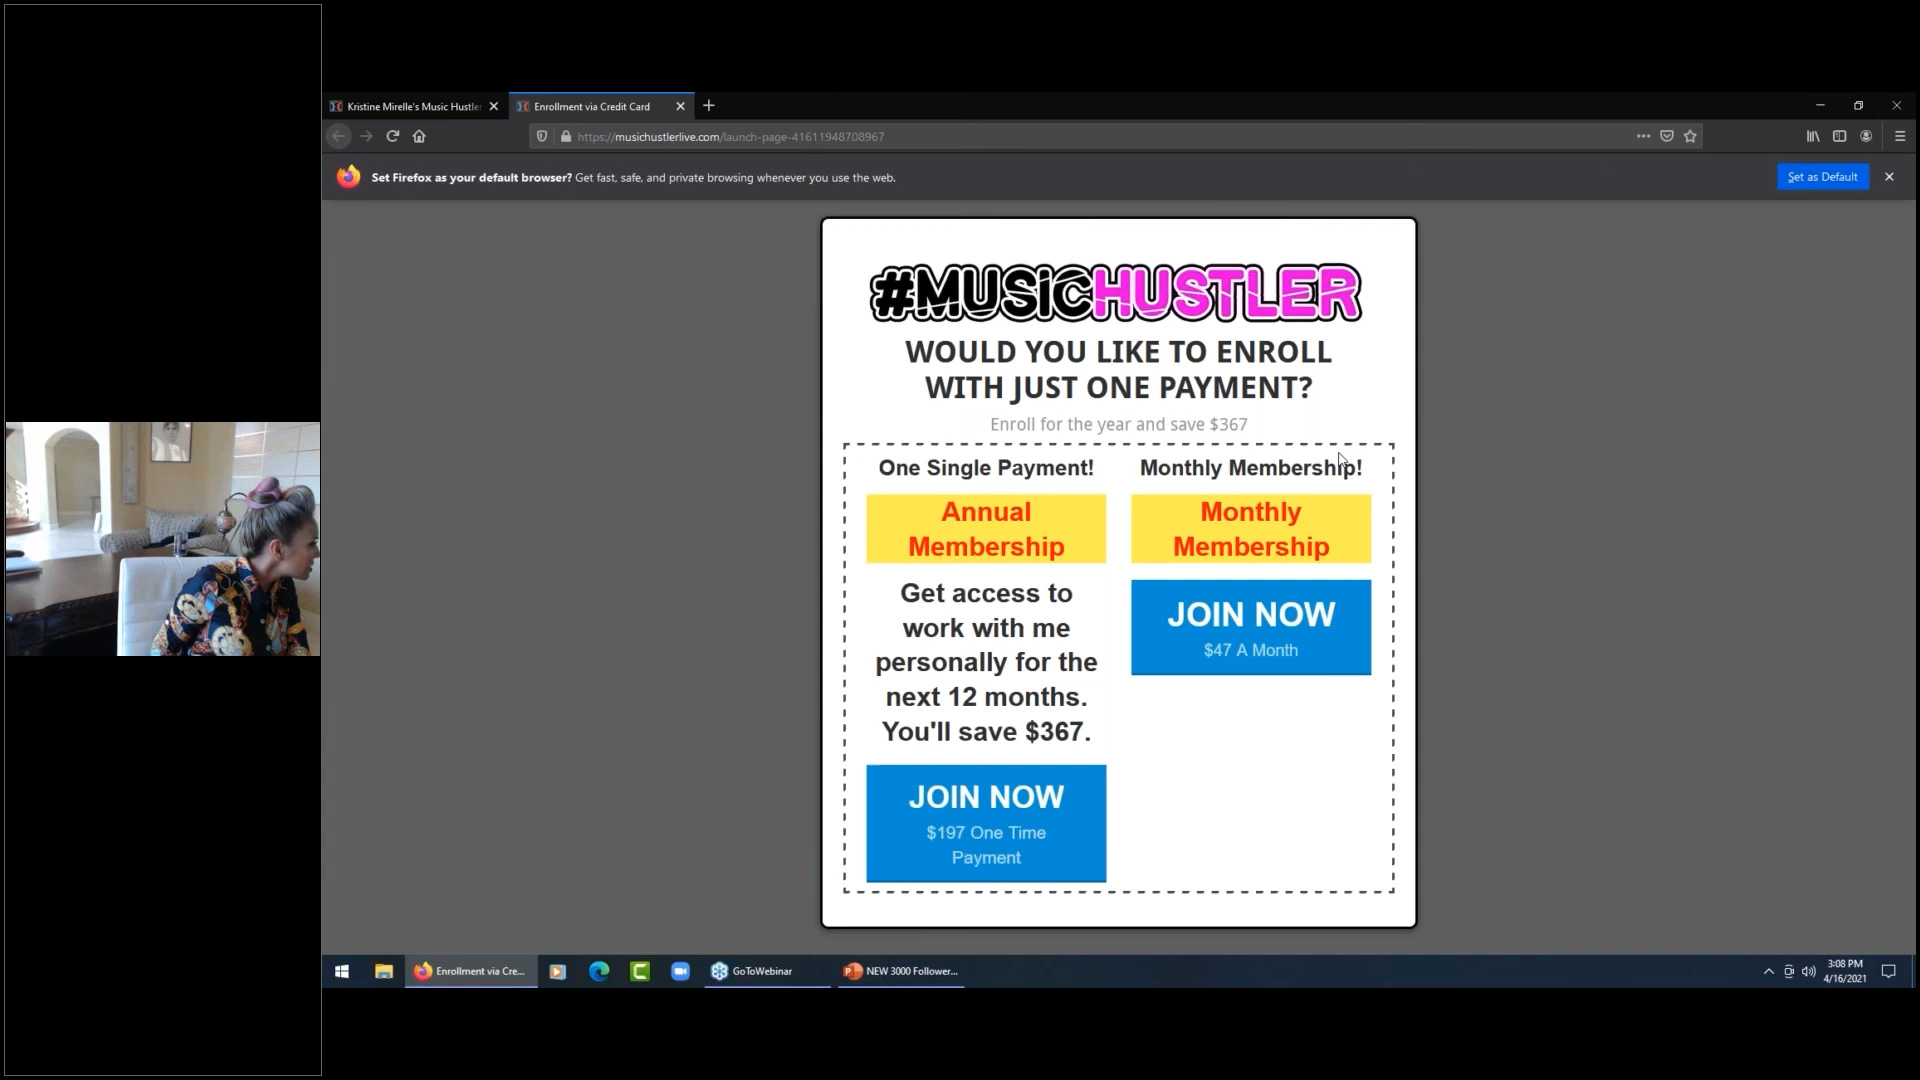 Kristine Mirelle's Music Hustler
Enrollment via Credit Card
https://musichustlerlive.com/launch-page-41611948708967
Set Firefox as your default browser? Get fast, safe, and private browsing whenever you use the web.
Set as Default
#MUSICHUSTLER
WOULD YOU LIKE TO ENROLL
WITH JUST ONE PAYMENT?
Enroll for the year and save $367
One Single Payment!
Annual
Membership
Get access to
work with me
personally for the
next 12 months.
You'll save $367.
JOIN NOW
$197 One Time
Payment
Monthly Membership!
Monthly
Membership
JOIN NOW
$47 A Month
Enrollment via Cre...
GoToWebinar
NEW 3000 Follower...
3:08 PM
4/16/2021